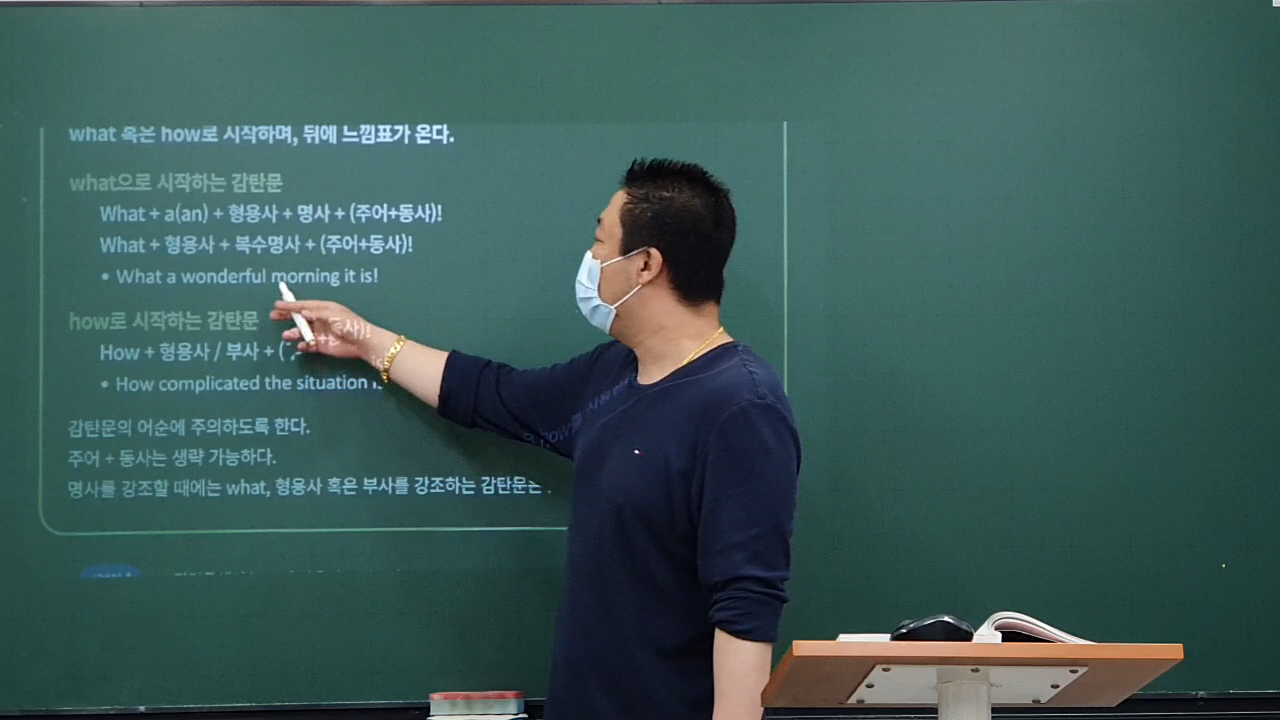 what 혹은 how로 시작하며, 뒤에 느낌표가 온다.
what으로 시작하는 감탄문
What + a(an) + 형용사 + 명사 + (주어+동사)!
What + 형용사 + 복수명사 + (주어+동사)!
• What a wonderful morning it is!
how로 시작하는 감탄문
How + 형용사 / 부사 + (
• How complicated the situation is
감탄문의 어순에 주의하도록 한다.
주어 + 동사는 생략 가능하다.
명사를 강조할 때에는 what, 형용사 혹은 부사를 강조하는 감탄문은